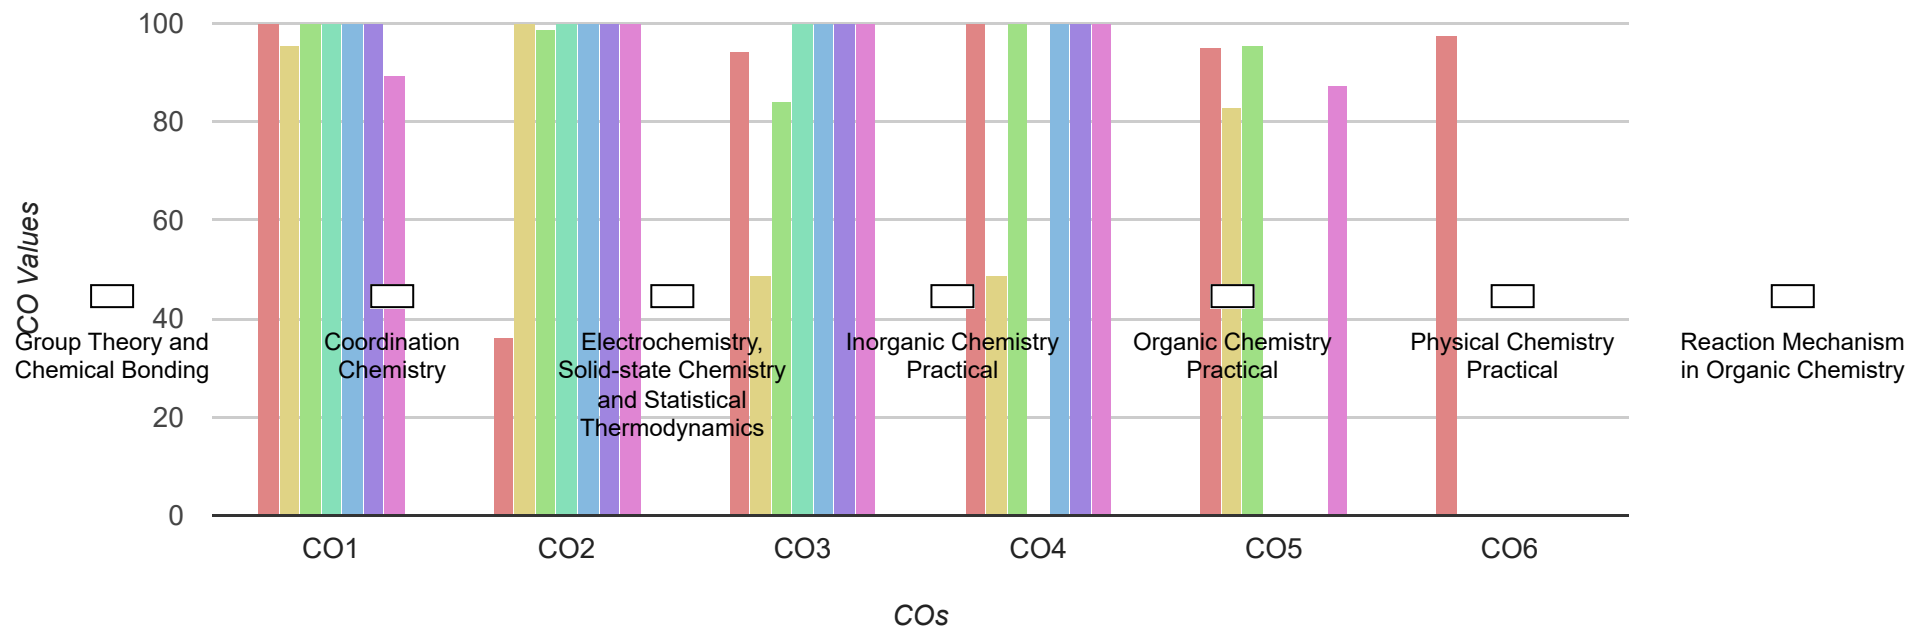 100
80
60
40
20
0
CO Values
Group Theory and
Chemical Bonding
Coordination
Chemistry
Electrochemistry,
Solid-state Chemistry
and Statistical
Thermodynamics
Inorganic Chemistry
Practical
Organic Chemistry
Practical
Physical Chemistry
Practical
Reaction Mechanism
in Organic Chemistry
CO1
CO2
CO3
CO4
CO5
CO6
COs